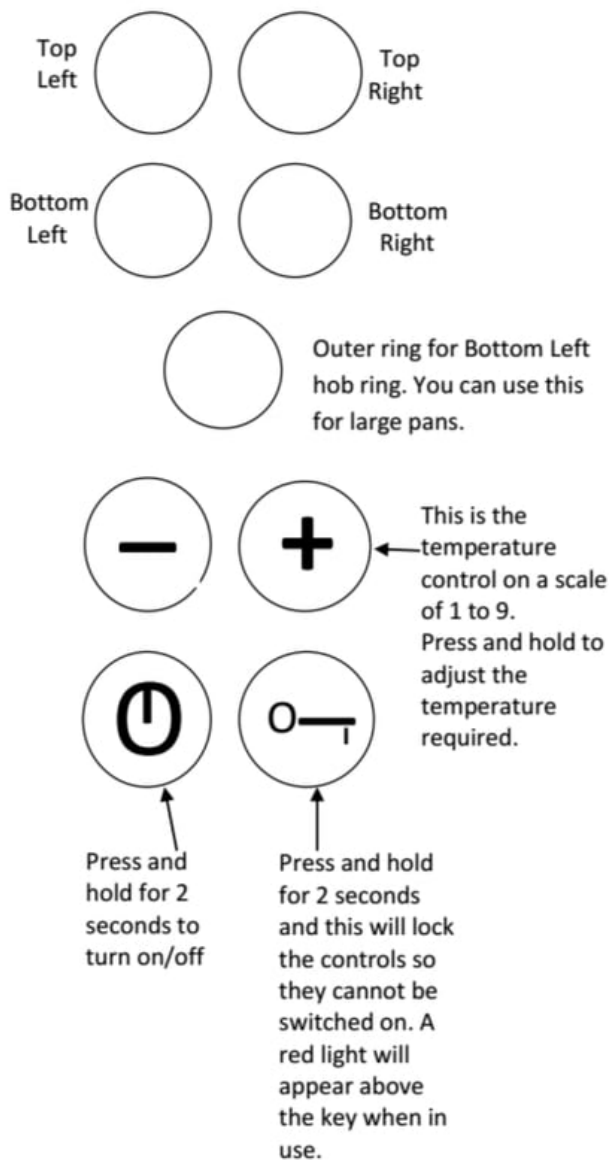 Top
Left
Top
Right
Bottom
Left
Bottom
Right
Outer ring for Bottom Left
hob ring. You can use this
for large pans.
This is the
temperature
control on a scale
of 1 to 9.
Press and hold to
adjust the
temperature
required.
Press and
hold for 2
seconds to
turn on/off
Press and hold
for 2 seconds
and this will lock
the controls so
they cannot be
switched on. A
red light will
appear above
the key when in
use.